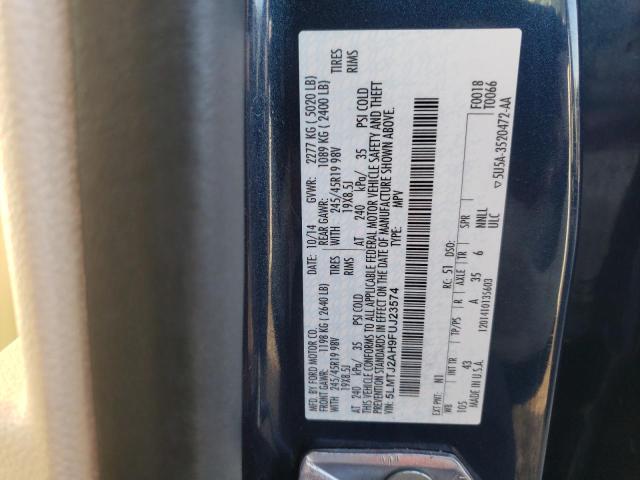 MFD. BY FORD MOTOR CO.
DATE: 10/14 GVWR: 2277 KG ( 5020 LB)
FRONT GAWR: 1198 KG ( 2640 LB) REAR GAWR: 1089 KG ( 2400 LB)
WITH 245/45R19 98V TIRES WITH 245/45R19 98V TIRES
19X8.5J RIMS 19X8.5J RIMS
AT 240 kPa/ 35 PSI COLD AT 240 kPa/ 35 PSI COLD
THIS VEHICLE CONFORMS TO ALL APPLICABLE FEDERAL MOTOR VEHICLE SAFETY AND THEFT
PREVENTION STANDARDS IN EFFECT ON THE DATE OF MANUFACTURE SHOWN ABOVE.
VIN: 5LMTJ2AH9FUJ23574 TYPE: MPV
EXT PNT: N1 RC: 51 DSO: F0018
T0066
WB INT TR TP/PS R AXLE TR SPR
105 43 A 35 6 NNLL
ULC
▽5U5A-3520472-AA
MADE IN U.S.A. 1201410135603